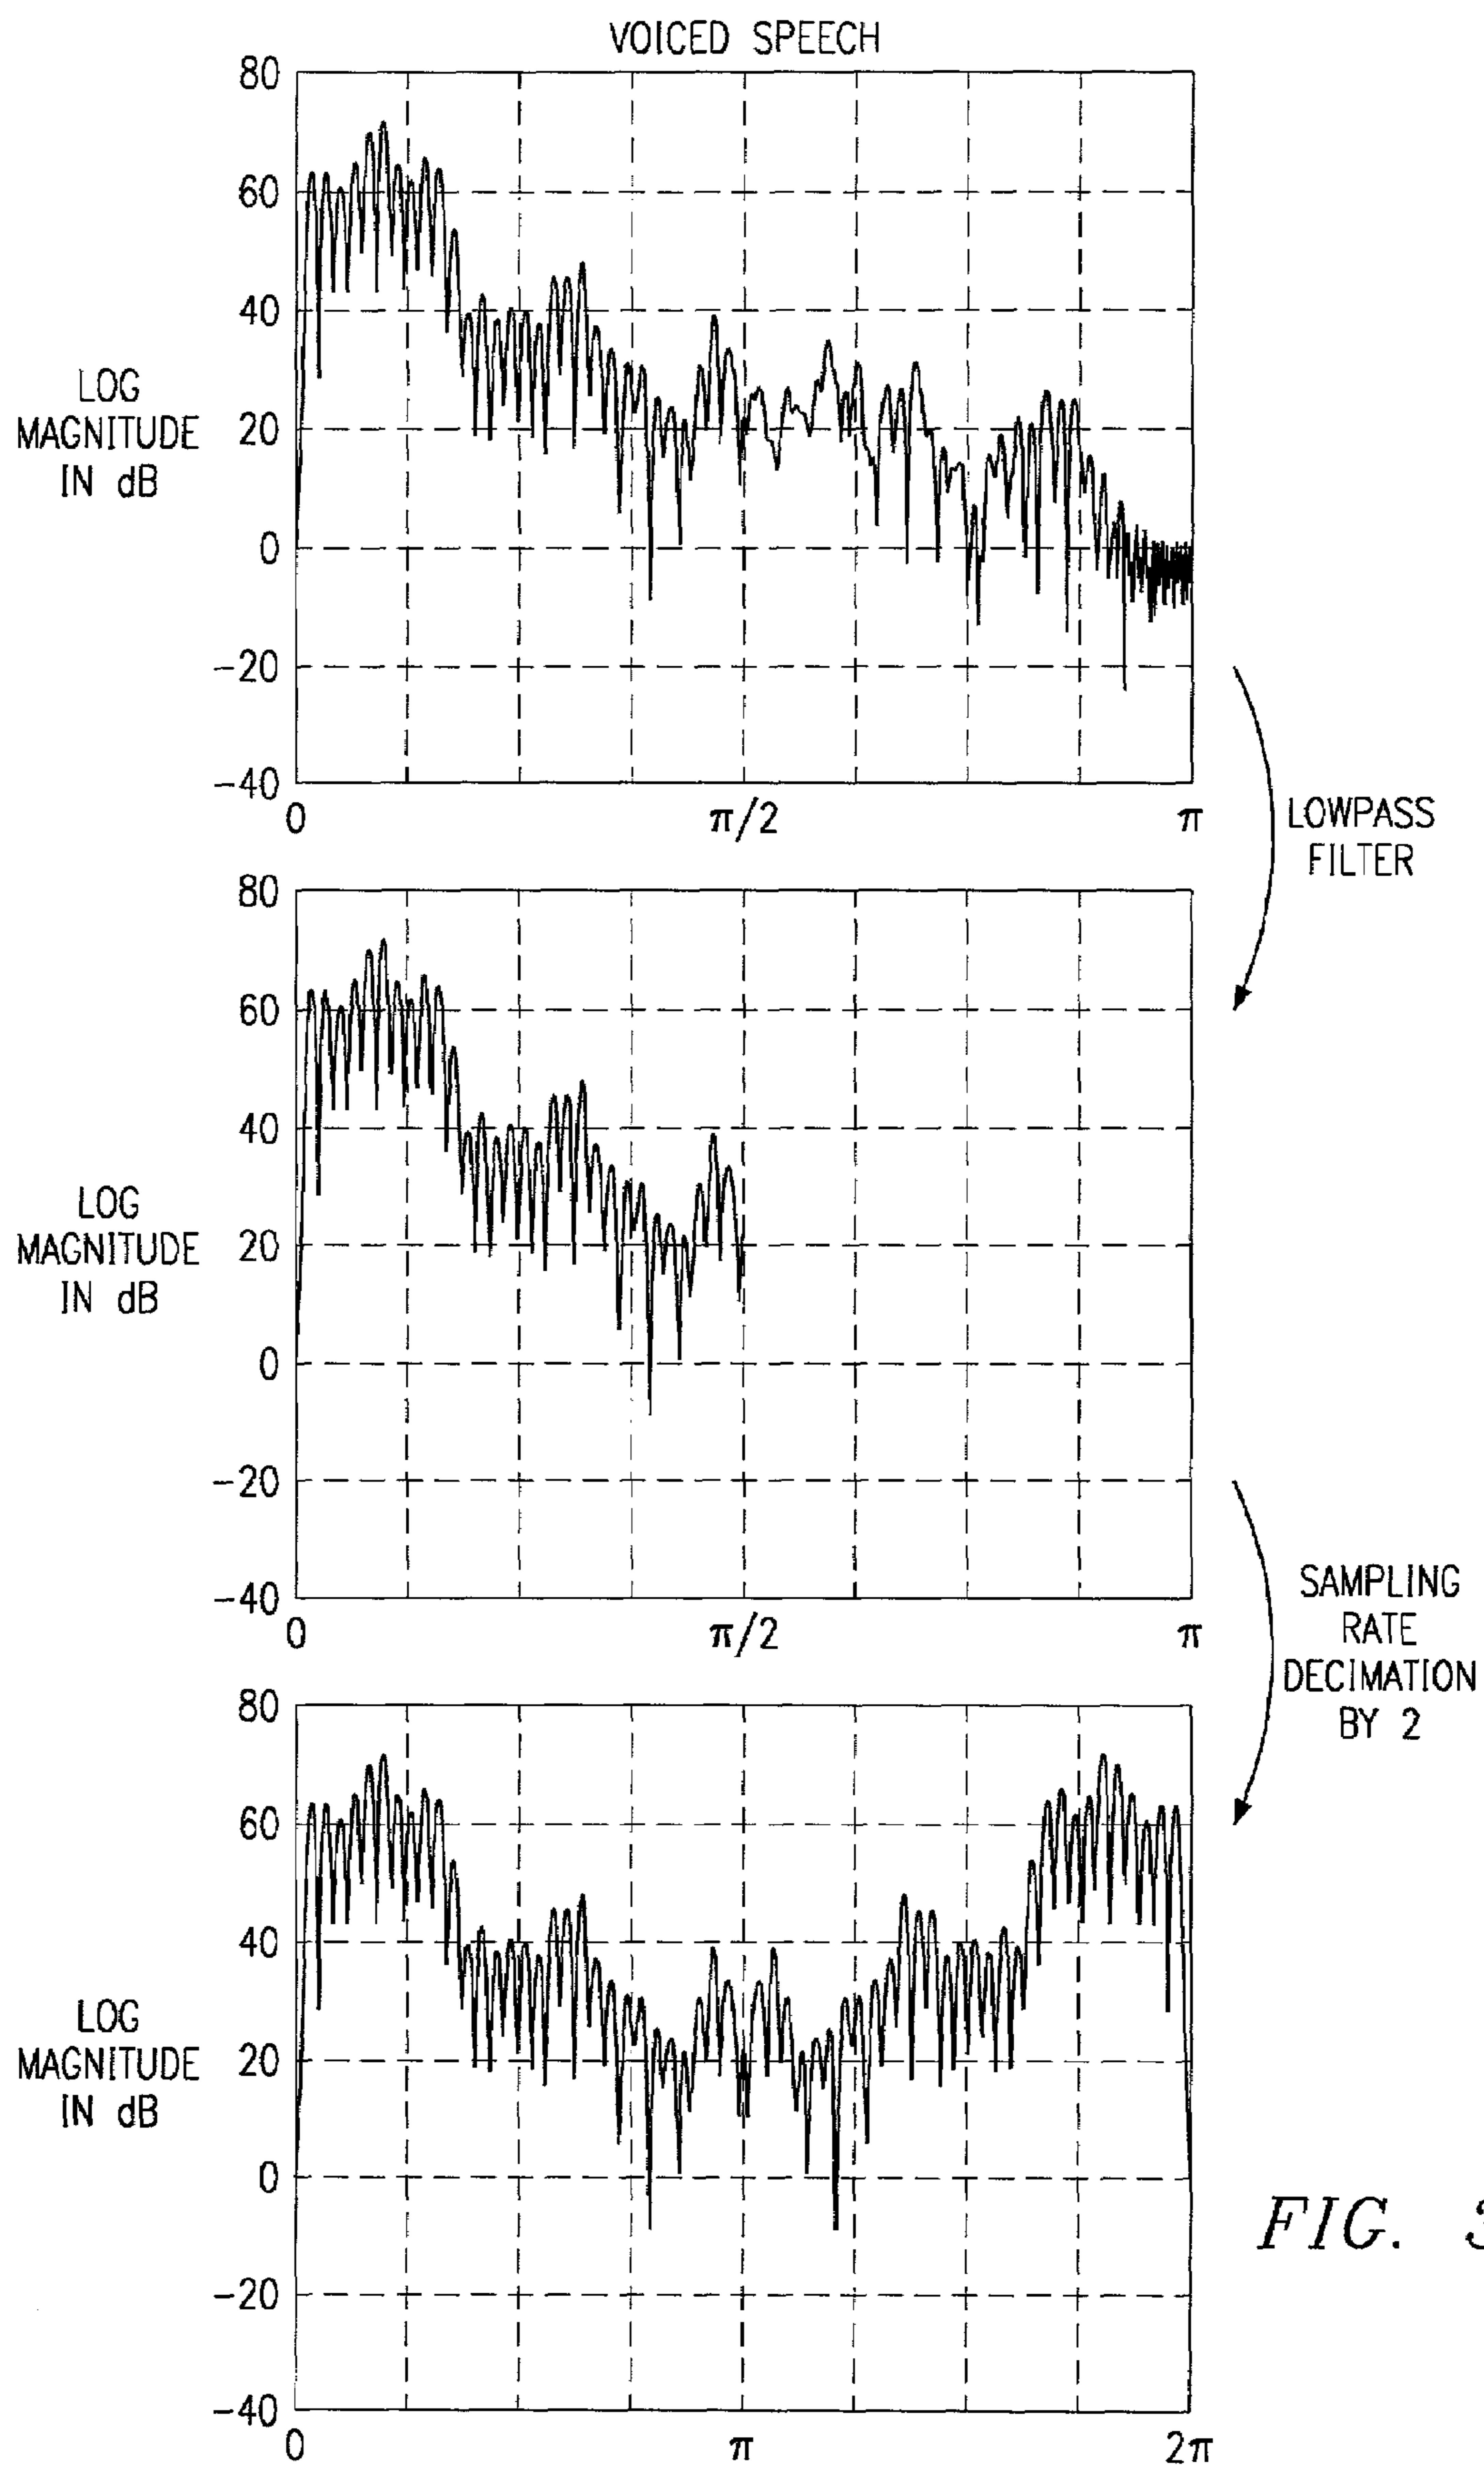 VOICED SPEECH
80
60
40
20
0
-20
-40
LOG
MAGNITUDE
IN dB
0
π/2
π
LOWPASS
FILTER
80
60
40
20
0
-20
-40
LOG
MAGNITUDE
IN dB
0
π/2
π
SAMPLING
RATE
DECIMATION
BY 2
80
60
40
20
0
-20
-40
LOG
MAGNITUDE
IN dB
0
π
2π
FIG.